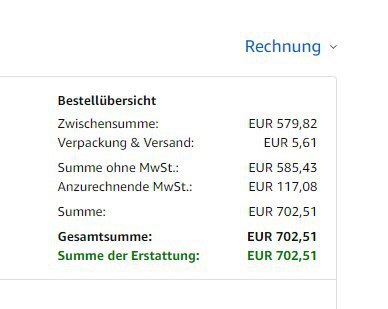 Rechnung
Bestellübersicht
Zwischensumme: EUR 579,82
Verpackung & Versand: EUR 5,61
Summe ohne MwSt.: EUR 585,43
Anzurechnende MwSt.: EUR 117,08
Summe: EUR 702,51
Gesamtsumme: EUR 702,51
Summe der Erstattung: EUR 702,51